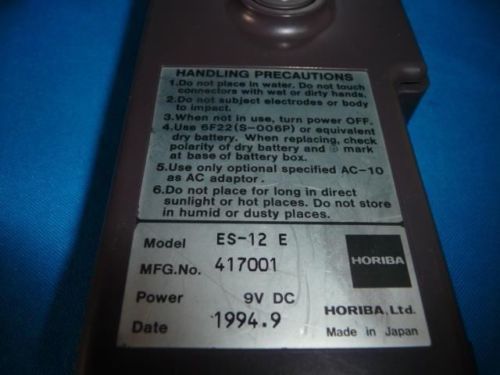 HANDLING PRECAUTIONS
1.Do not place in water. Do not touch
connectors with wet or dirty hands.
2.Do not subject electrodes or body
to impact.
3.When not in use, turn power OFF.
4.Use 6F22(S-006P) or equivalent
dry battery. When replacing, check
polarity of dry battery and ⊕ mark
at base of battery box.
5.Use only optional specified AC-10
as AC adaptor.
6.Do not place for long in direct
sunlight or hot places. Do not store
in humid or dusty places.
Model ES-12 E
MFG.No. 417001
HORIBA
Power 9V DC
HORIBA, Ltd.
Date 1994.9
Made in Japan